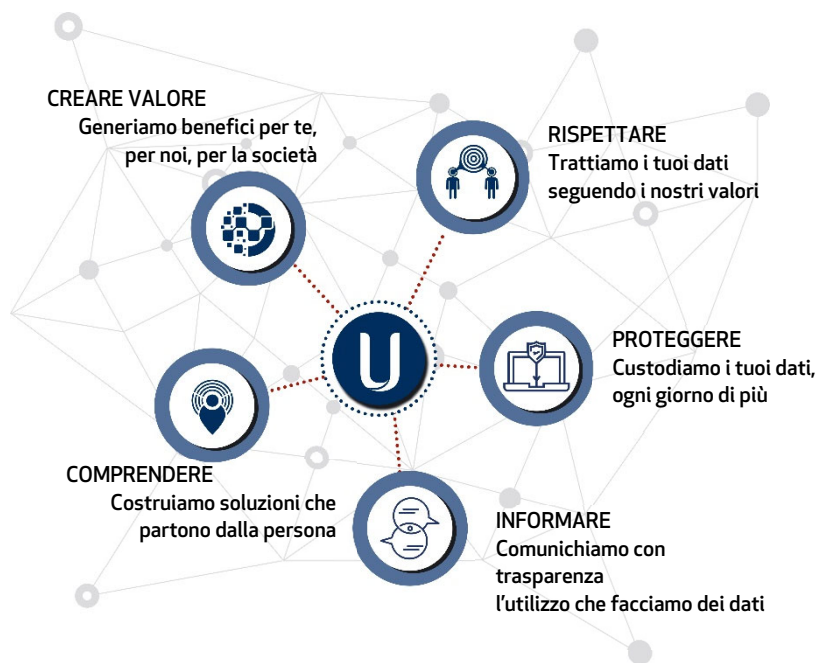 CREARE VALORE
Generiamo benefici per te,
per noi, per la società
RISPETTARE
Trattiamo i tuoi dati
seguendo i nostri valori
U
PROTEGGERE
Custodiamo i tuoi dati,
ogni giorno di più
COMPRENDERE
Costruiamo soluzioni che
partono dalla persona
INFORMARE
Comunichiamo con
trasparenza
l’utilizzo che facciamo dei dati